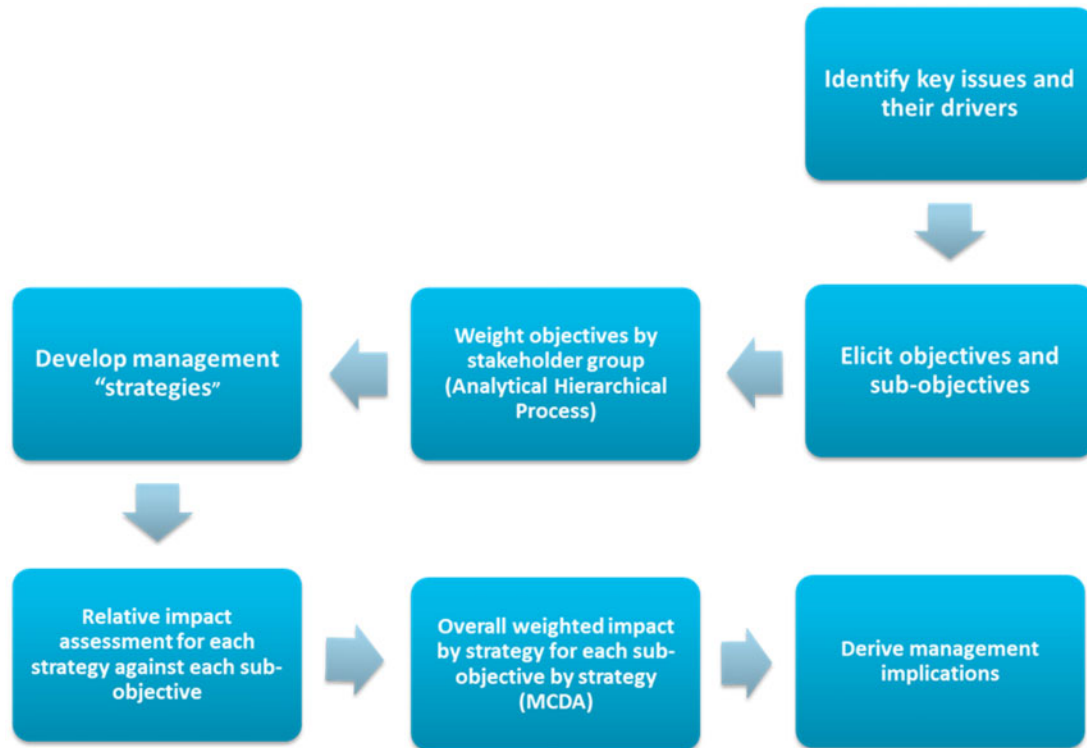 Identify key issues and
their drivers
Elicit objectives and
sub-objectives
Weight objectives by
stakeholder group
(Analytical Hierarchical
Process)
Develop management
“strategies”
Relative impact
assessment for each
strategy against each sub-
objective
Overall weighted impact
by strategy for each sub-
objective by strategy
(MCDA)
Derive management
implications